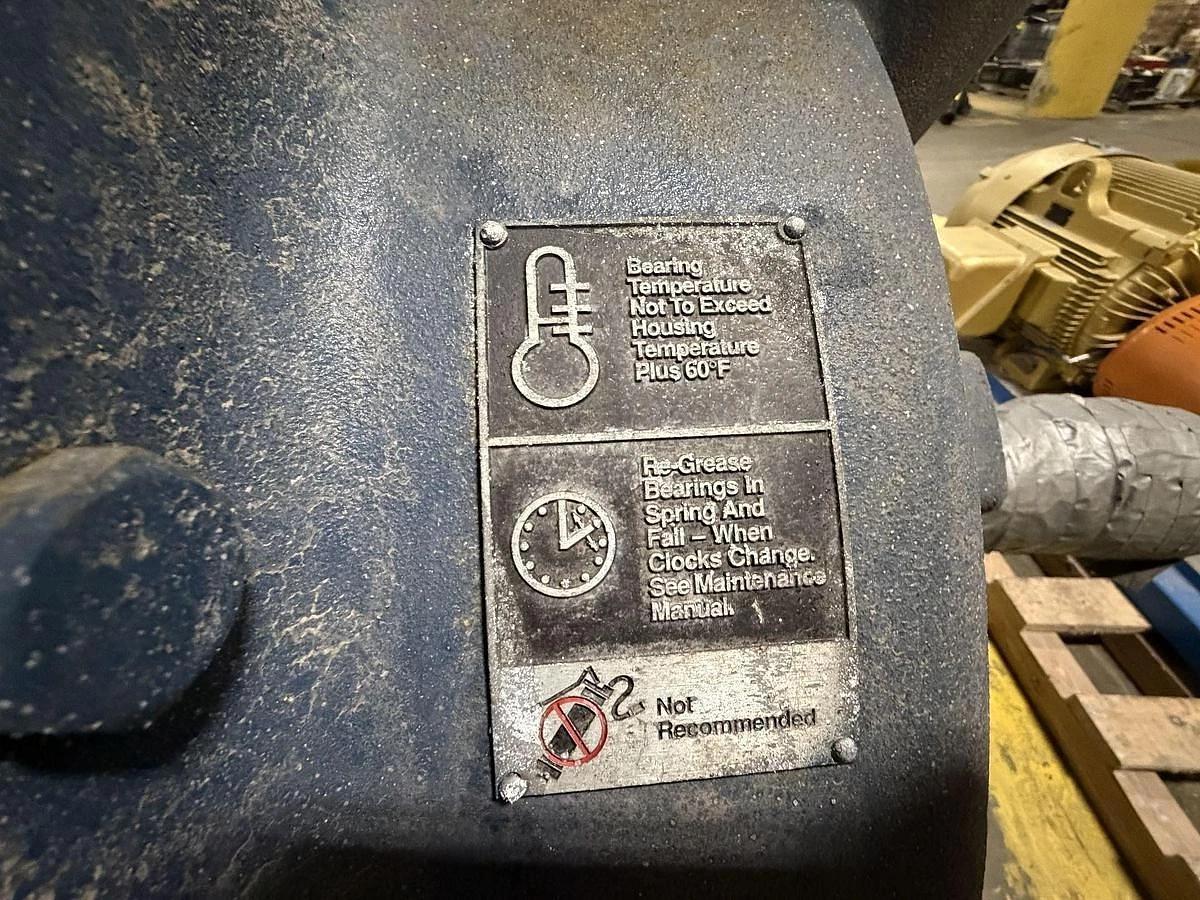 Bearing
Temperature
Not To Exceed
Housing
Temperature
Plus 60°F
Re-Grease
Bearings In
Spring And
Fall – When
Clocks Change.
See Maintenance
Manual.
Not
Recommended